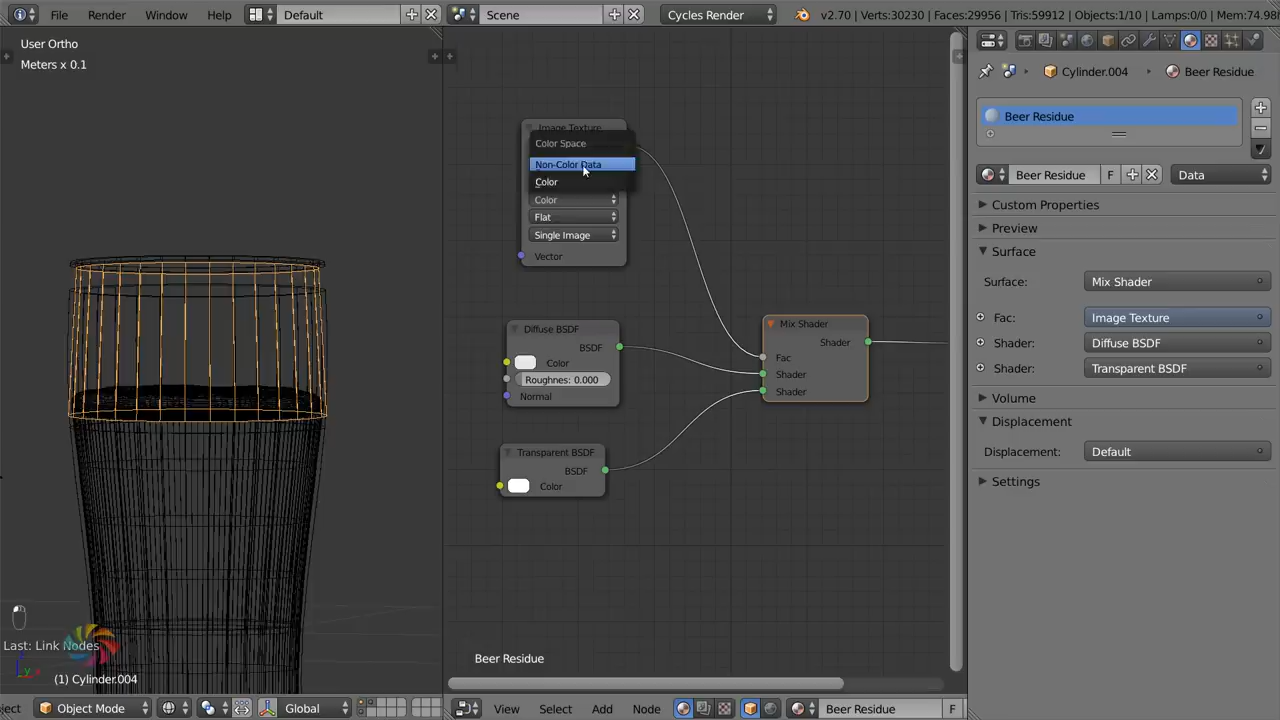 File Render Window Help Default Scene Cycles Render v2.70 | Verts:30230 | Faces:29956 | Tris:59912 | Objects:1/10 | Lamps:0/0 | Mem:74.98
User Ortho
Meters x 0.1
Cylinder.004 Beer Residue
Beer Residue
Beer Residue F Data
Custom Properties
Preview
Surface
Surface: Mix Shader
Fac: Image Texture
Shader: Diffuse BSDF
Shader: Transparent BSDF
Volume
Displacement
Displacement: Default
Settings
Image Texture
Color Space
Non-Color Data
Color
Color
Flat
Single Image
Vector
Diffuse BSDF
BSDF
Color
Roughness: 0.000
Normal
Transparent BSDF
BSDF
Color
Mix Shader
Shader
Fac
Shader
Shader
Beer Residue
Last: Link Nodes
(1) Cylinder.004
ject Object Mode Global View Select Add Node Beer Residue F